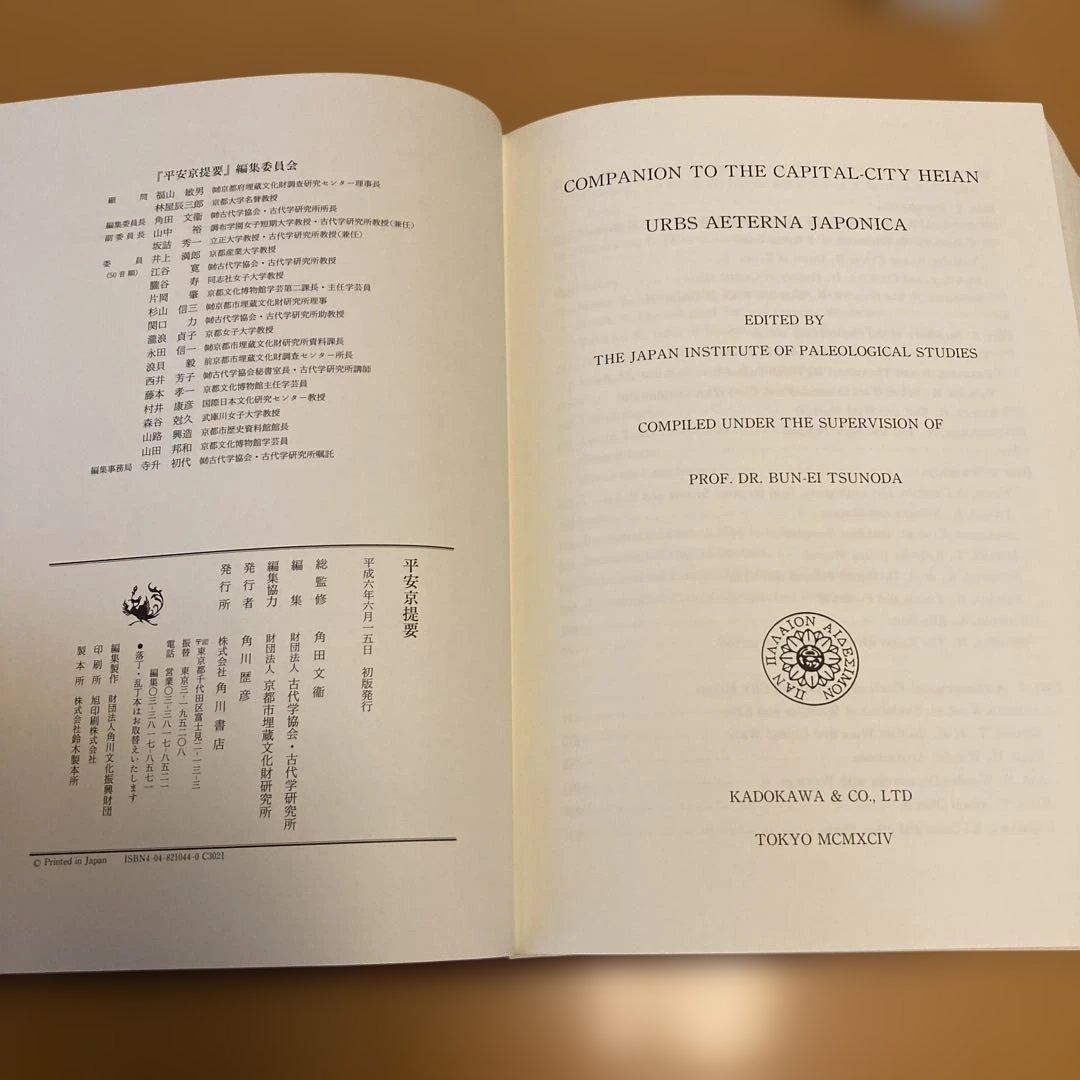 『平安京提要』編集委員会
顧問 福山 敏男 ㈶京都府埋蔵文化財調査研究センター理事長
林屋辰三郎 京都大学名誉教授
編集委員長 角田 文衞 ㈶古代学協会・古代学研究所所長
副委員長 山中 裕 調布学園女子短期大学教授・古代学研究所教授(兼任)
坂詰 秀一 立正大学教授・古代学研究所教授(兼任)
委員 井上 満郎 京都産業大学教授
(50音順) 江谷 寛 ㈶古代学協会・古代学研究所教授
朧谷 寿 同志社女子大学教授
片岡 肇 京都文化博物館学芸第二課長・主任学芸員
杉山 信三 ㈶京都市埋蔵文化財研究所理事
関口 力 ㈶古代学協会・古代学研究所助教授
瀧浪 貞子 京都女子大学教授
永田 信一 ㈶京都市埋蔵文化財研究所資料課長
浪貝 毅 前京都市埋蔵文化財調査センター所長
西井 芳子 ㈶古代学協会秘書室長・古代学研究所講師
藤本 孝一 京都文化博物館主任学芸員
村井 康彦 国際日本文化研究センター教授
森谷 尅久 武庫川女子大学教授
山路 興造 京都市歴史資料館館長
山田 邦和 京都文化博物館学芸員
編集事務局 寺升 初代 ㈶古代学協会・古代学研究所嘱託
平安京提要
平成六年六月一五日 初版発行
総監修 角田文衞
編集 財団法人 古代学協会・古代学研究所
編集協力 財団法人 京都市埋蔵文化財研究所
発行者 角川歴彦
発行所 株式会社 角川書店
東京都千代田区富士見二-一三-三
振替 東京三-一九五二〇八
電話 営業〇三-三八一七-八五二一
編集〇三-三八一七-八五七一
●落丁・乱丁本はお取替えいたします
編集製作 財団法人角川文化振興財団
印刷所 旭印刷株式会社
製本所 株式会社鈴木製本所
© Printed in Japan ISBN4-04-821044-0 C3021
COMPANION TO THE CAPITAL-CITY HEIAN
URBS AETERNA JAPONICA
EDITED BY
THE JAPAN INSTITUTE OF PALEOLOGICAL STUDIES
COMPILED UNDER THE SUPERVISION OF
PROF. DR. BUN-EI TSUNODA
ΠΑΝ ΠΑΛΑΙΟΝ ΑΙΔΕΣΙΜΟΝ
KADOKAWA & CO., LTD
TOKYO MCMXCIV